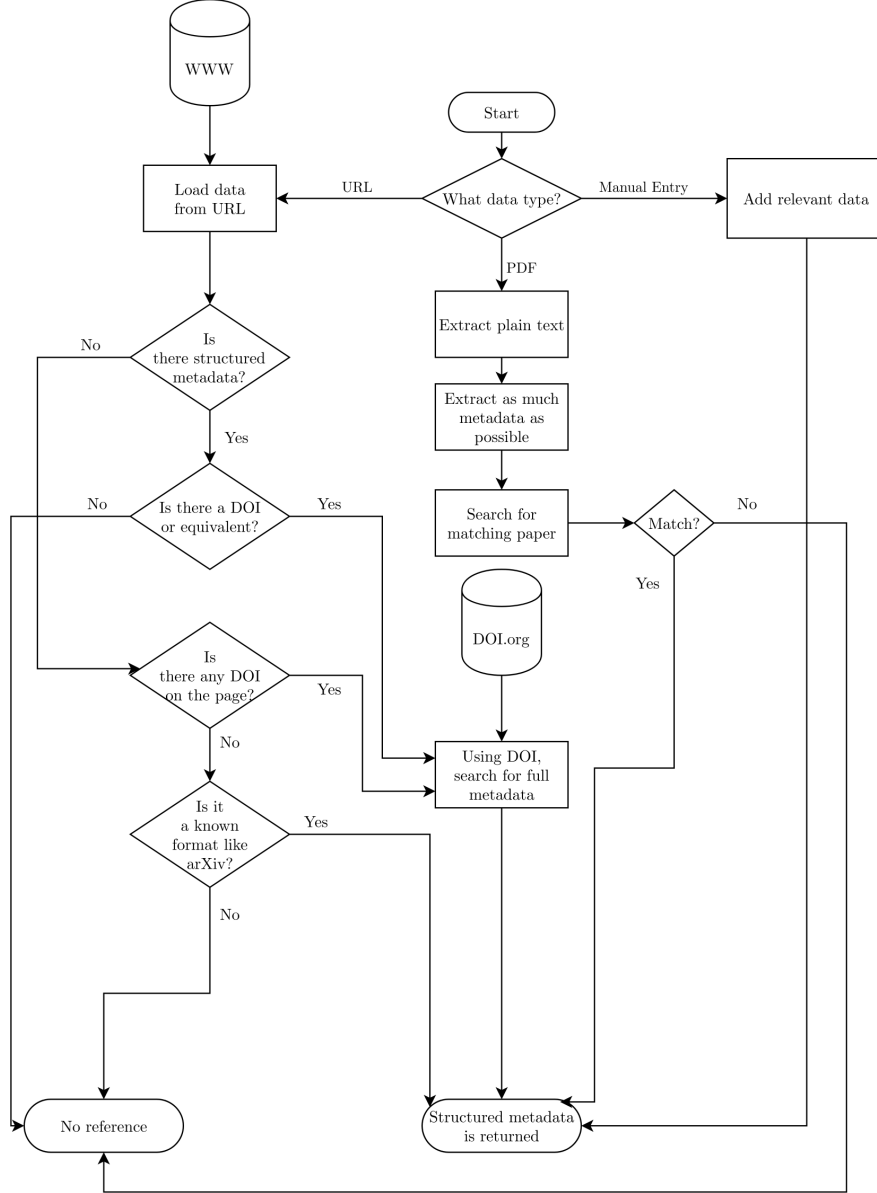 WWW
Start
What data type?
URL
Manual Entry
PDF
Load data
from URL
Add relevant data
Extract plain text
Is
there structured
metadata?
No
Yes
Extract as much
metadata as
possible
Is there a DOI
or equivalent?
No
Yes
Search for
matching paper
Match?
No
Yes
DOI.org
Is
there any DOI
on the page?
Yes
No
Using DOI,
search for full
metadata
Is it
a known
format like
arXiv?
Yes
No
No reference
Structured metadata
is returned